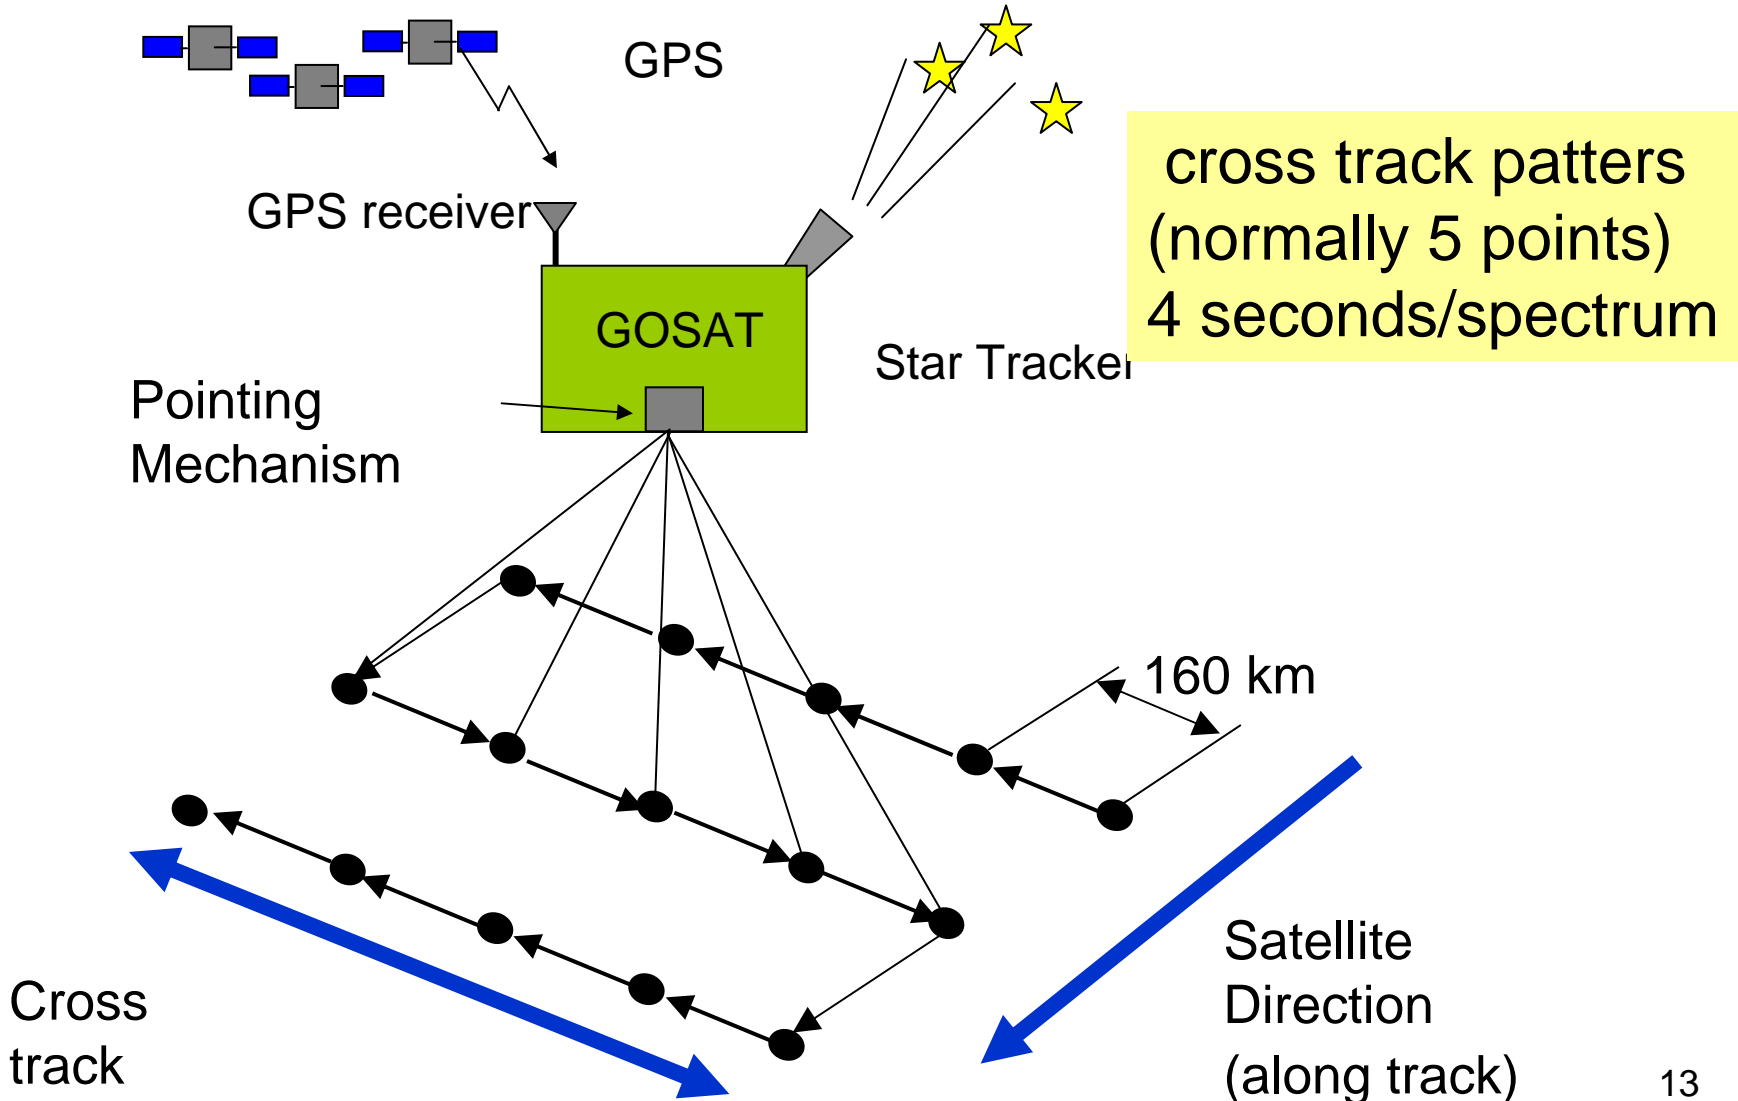 GPS
cross track patters
(normally 5 points)
4 seconds/spectrum
GPS receiver
GOSAT
Star Tracker
Pointing
Mechanism
160 km
Satellite
Direction
(along track)
Cross
track
13